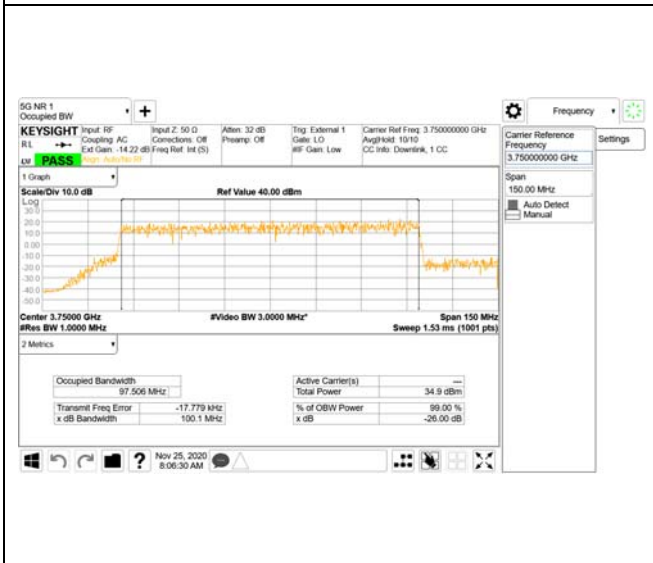 5G NR 1
Occupied BW
+
Frequency
KEYSIGHT
RL
LM PASS
Input: RF
Coupling: AC
Ext Gain: -14.22 dB
Align: Auto/No RF
Input Z: 50 Ω
Corrections: Off
Freq Ref: Int (S)
Atten: 32 dB
Preamp: Off
Trig: External 1
Gate: LO
#IF Gain: Low
Carrier Ref Freq: 3.750000000 GHz
Avg|Hold: 10/10
CC Info: Downlink, 1 CC
Carrier Reference
Frequency
3.750000000 GHz
Settings
Span
150.00 MHz
Auto Detect
Manual
1 Graph
Scale/Div 10.0 dB
Ref Value 40.00 dBm
Log
30.0
20.0
10.0
0.00
-10.0
-20.0
-30.0
-40.0
-50.0
Center 3.75000 GHz
#Video BW 3.0000 MHz*
Span 150 MHz
#Res BW 1.0000 MHz
Sweep 1.53 ms (1001 pts)
2 Metrics
Occupied Bandwidth
97.506 MHz
Transmit Freq Error -17.779 kHz
x dB Bandwidth 100.1 MHz
Active Carrier(s) ---
Total Power 34.9 dBm
% of OBW Power 99.00 %
x dB -26.00 dB
?
Nov 25, 2020
8:06:30 AM